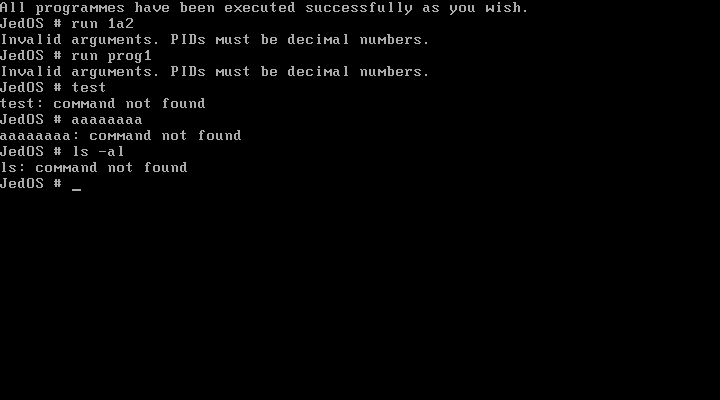 All programmes have been executed successfully as you wish.
JedOS # run 1a2
Invalid arguments. PIDs must be decimal numbers.
JedOS # run prog1
Invalid arguments. PIDs must be decimal numbers.
JedOS # test
test: command not found
JedOS # aaaaaaaa
aaaaaaaa: command not found
JedOS # ls -al
ls: command not found
JedOS # _